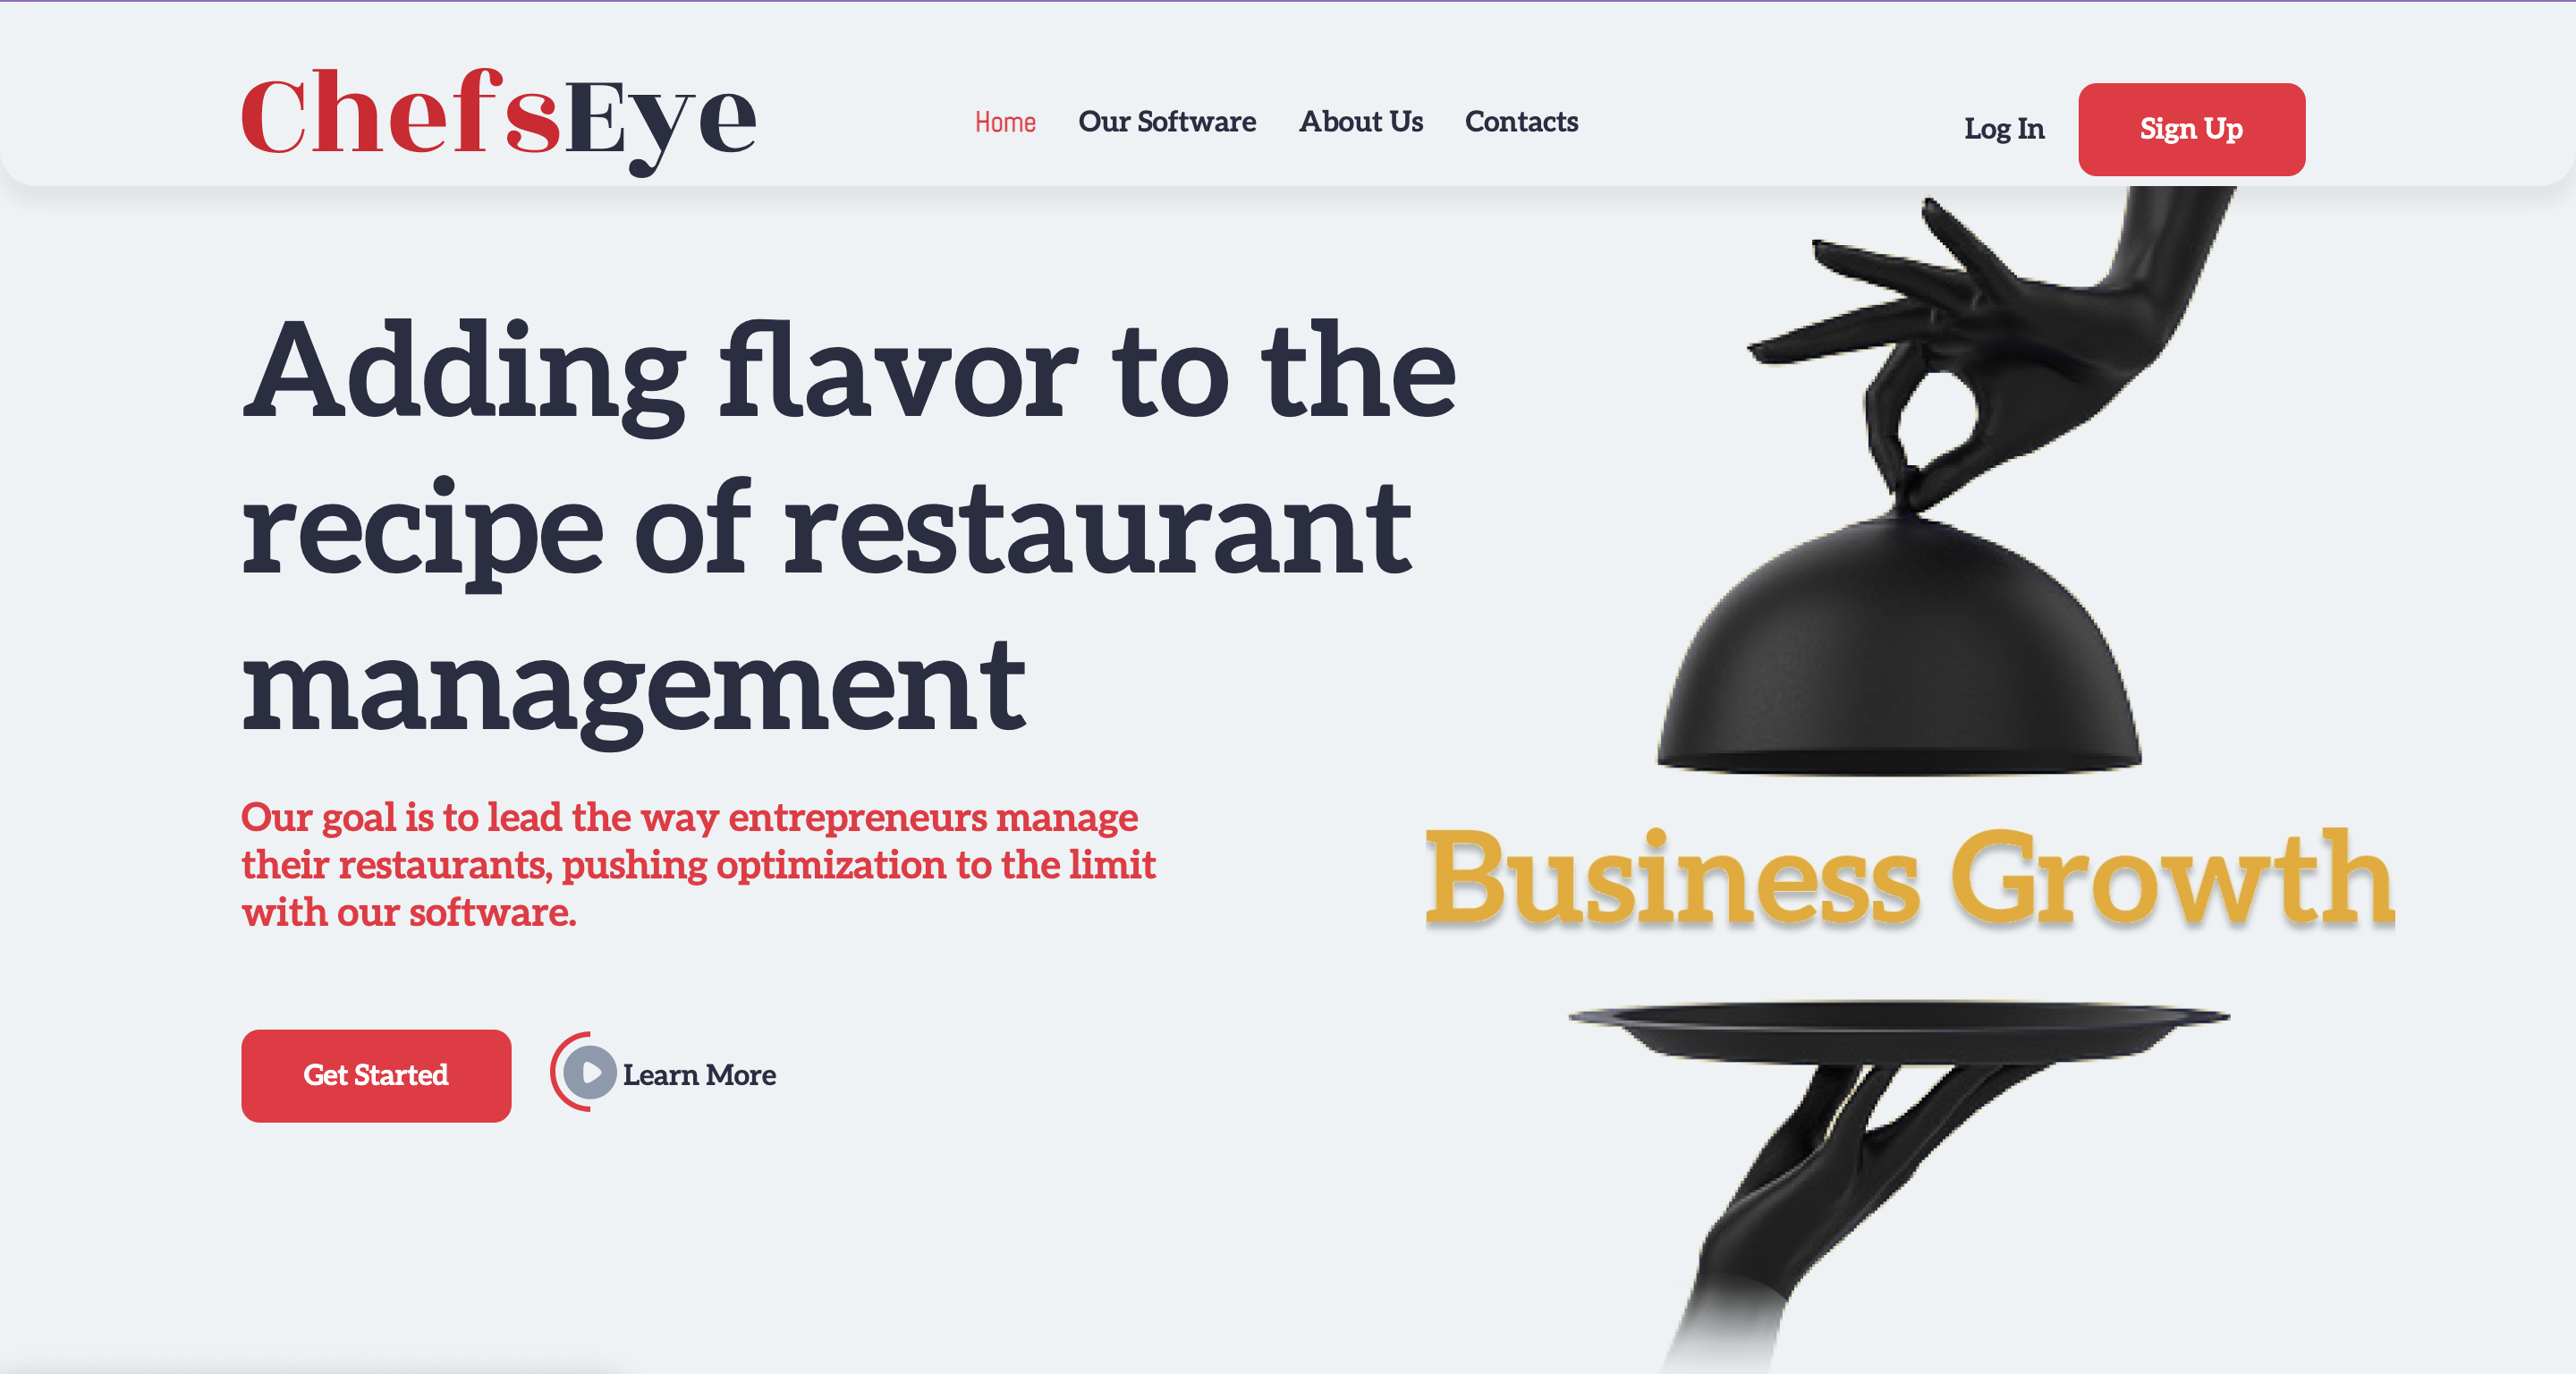 ChefsEye
Home
Our Software
About Us
Contacts
Log In
Sign Up
Adding flavor to the
recipe of restaurant
management
Our goal is to lead the way entrepreneurs manage
their restaurants, pushing optimization to the limit
with our software.
Get Started
Learn More
Business Growth